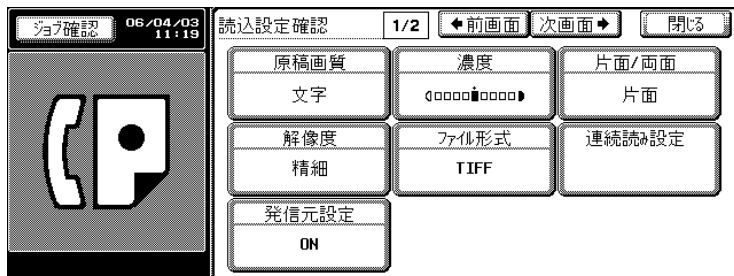 ジョブ確認
06/04/03
11:19
読込設定確認
1/2
前画面
次画面
閉じる
原稿画質
文字
濃度
片面/両面
片面
解像度
精細
ファイル形式
TIFF
連続読み設定
発信元設定
ON